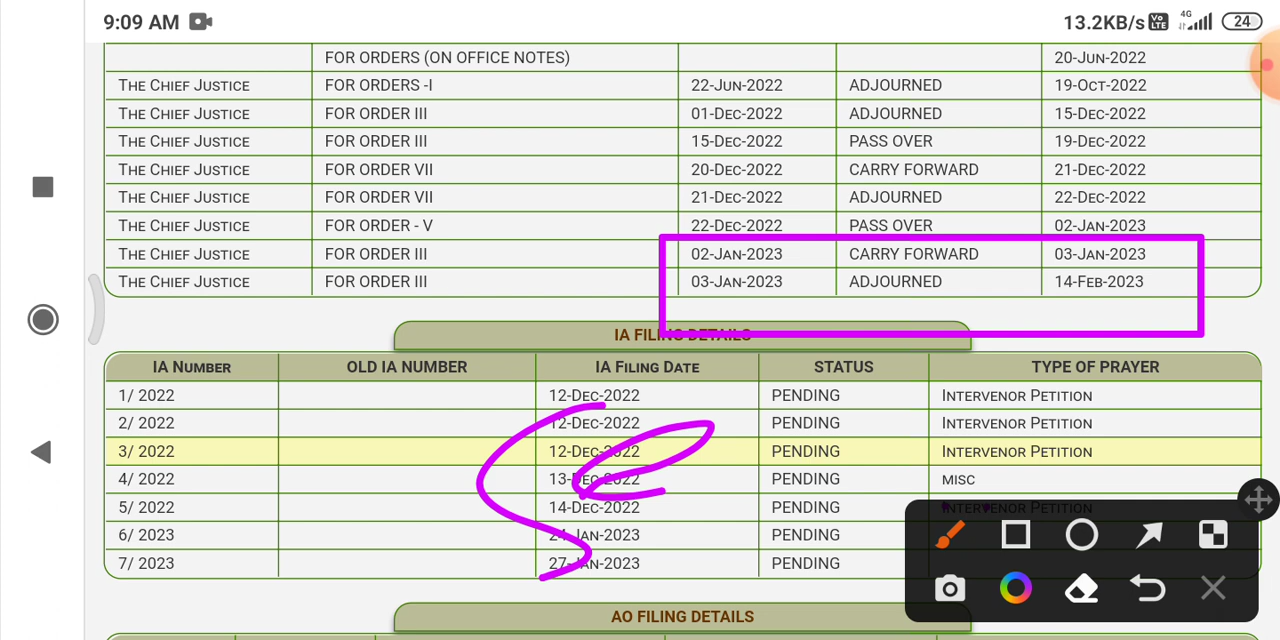 9:09 AM 13.2KB/s Vo LTE 4G 24
FOR ORDERS (ON OFFICE NOTES) 20-Jun-2022
The Chief Justice FOR ORDERS -I 22-Jun-2022 ADJOURNED 19-Oct-2022
The Chief Justice FOR ORDER III 01-Dec-2022 ADJOURNED 15-Dec-2022
The Chief Justice FOR ORDER III 15-Dec-2022 PASS OVER 19-Dec-2022
The Chief Justice FOR ORDER VII 20-Dec-2022 CARRY FORWARD 21-Dec-2022
The Chief Justice FOR ORDER VII 21-Dec-2022 ADJOURNED 22-Dec-2022
The Chief Justice FOR ORDER - V 22-Dec-2022 PASS OVER 02-Jan-2023
The Chief Justice FOR ORDER III 02-Jan-2023 CARRY FORWARD 03-Jan-2023
The Chief Justice FOR ORDER III 03-Jan-2023 ADJOURNED 14-Feb-2023
IA FILING DETAILS
IA Number OLD IA NUMBER IA Filing Date STATUS TYPE OF PRAYER
1/ 2022 12-Dec-2022 PENDING Intervenor Petition
2/ 2022 12-Dec-2022 PENDING Intervenor Petition
3/ 2022 12-Dec-2022 PENDING Intervenor Petition
4/ 2022 13-Dec-2022 PENDING MISC
5/ 2022 14-Dec-2022 PENDING Intervenor Petition
6/ 2023 24-Jan-2023 PENDING
7/ 2023 27-Jan-2023 PENDING
AO FILING DETAILS